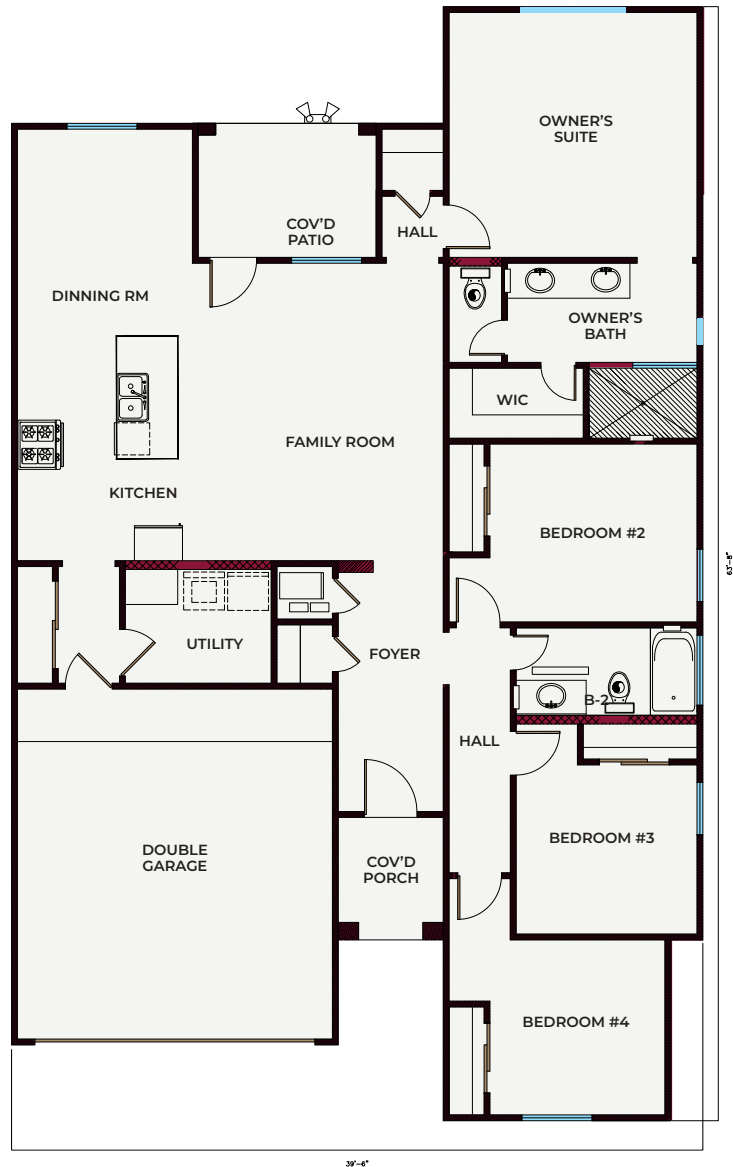 OWNER'S
SUITE
COV'D
PATIO
HALL
DINNING RM
OWNER'S
BATH
WIC
FAMILY ROOM
KITCHEN
BEDROOM #2
63'-8"
UTILITY
FOYER
B-2
HALL
BEDROOM #3
DOUBLE
GARAGE
COV'D
PORCH
BEDROOM #4
39'-6"